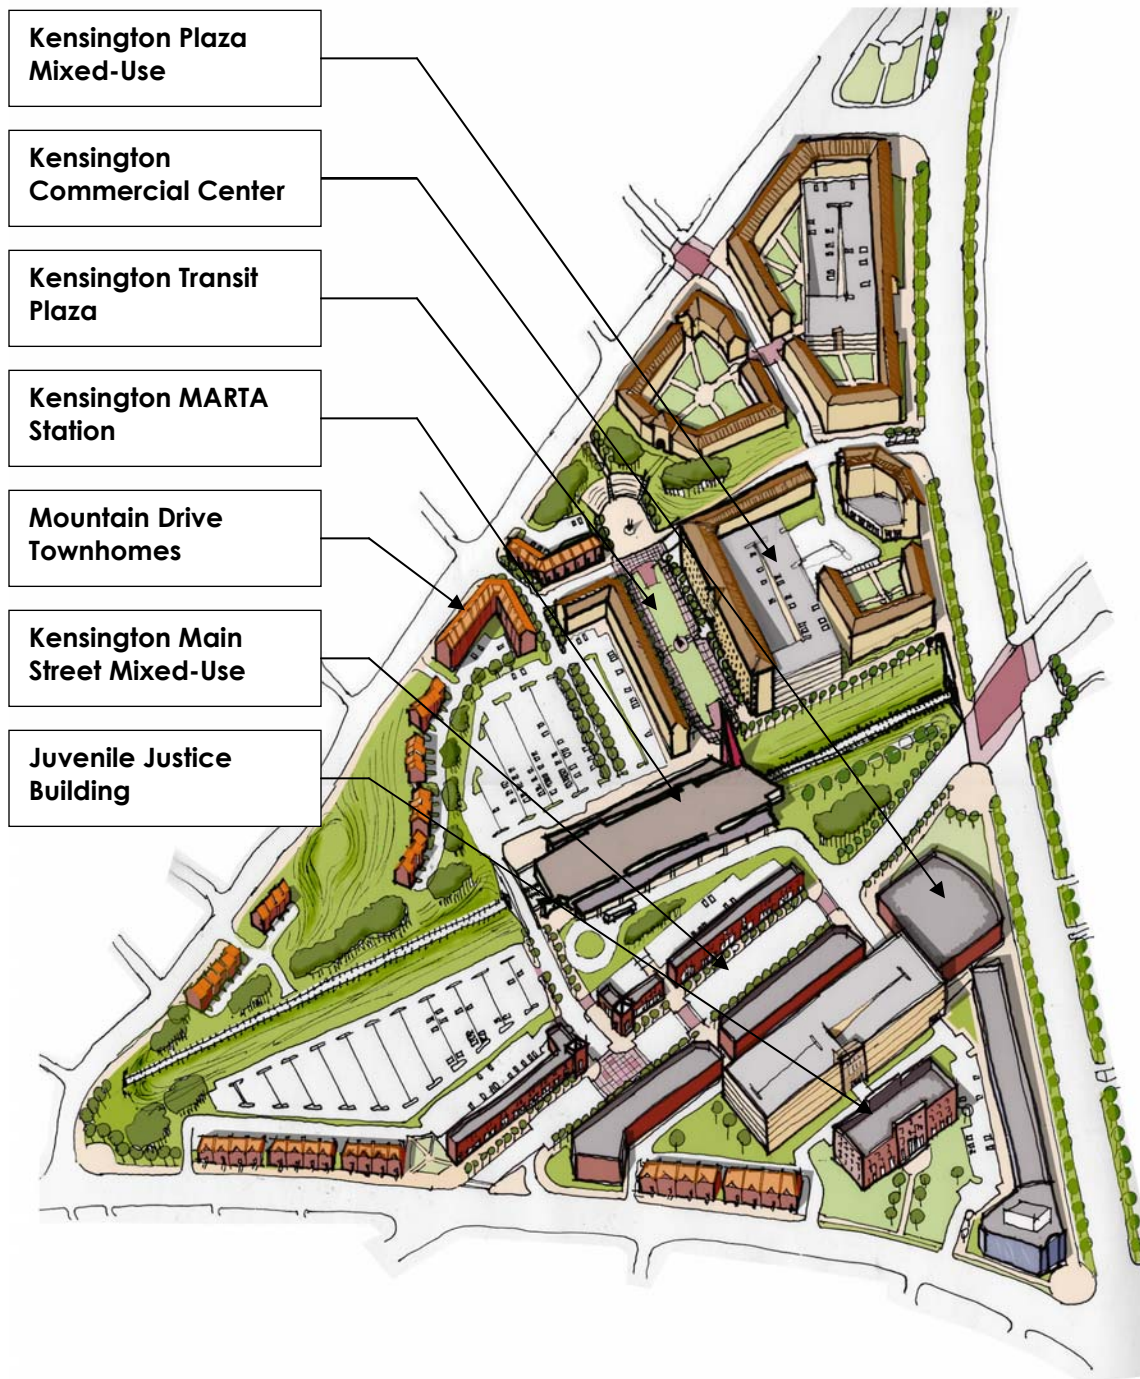 Kensington Plaza
Mixed-Use
Kensington
Commercial Center
Kensington Transit
Plaza
Kensington MARTA
Station
Mountain Drive
Townhomes
Kensington Main
Street Mixed-Use
Juvenile Justice
Building